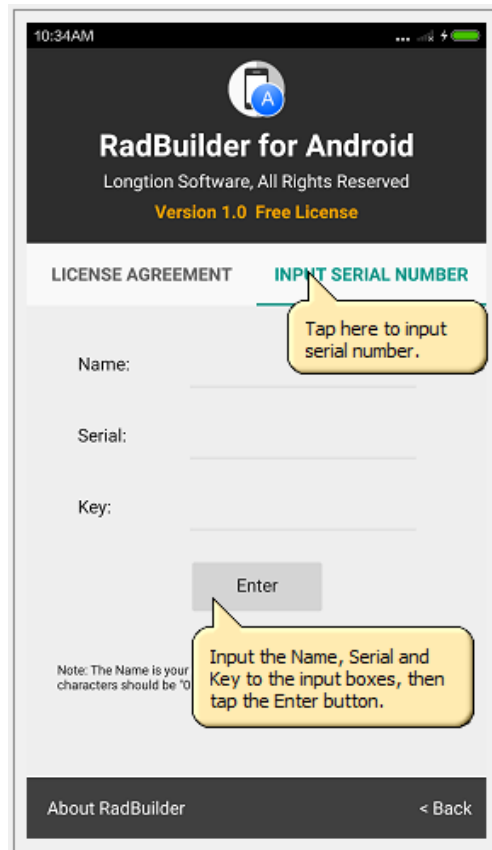 10:34AM
A
RadBuilder for Android
Longtion Software, All Rights Reserved
Version 1.0 Free License
LICENSE AGREEMENT
INPUT SERIAL NUMBER
Tap here to input
serial number.
Name:
Serial:
Key:
Enter
Input the Name, Serial and
Key to the input boxes, then
tap the Enter button.
Note: The Name is your
characters should be "0
About RadBuilder
< Back